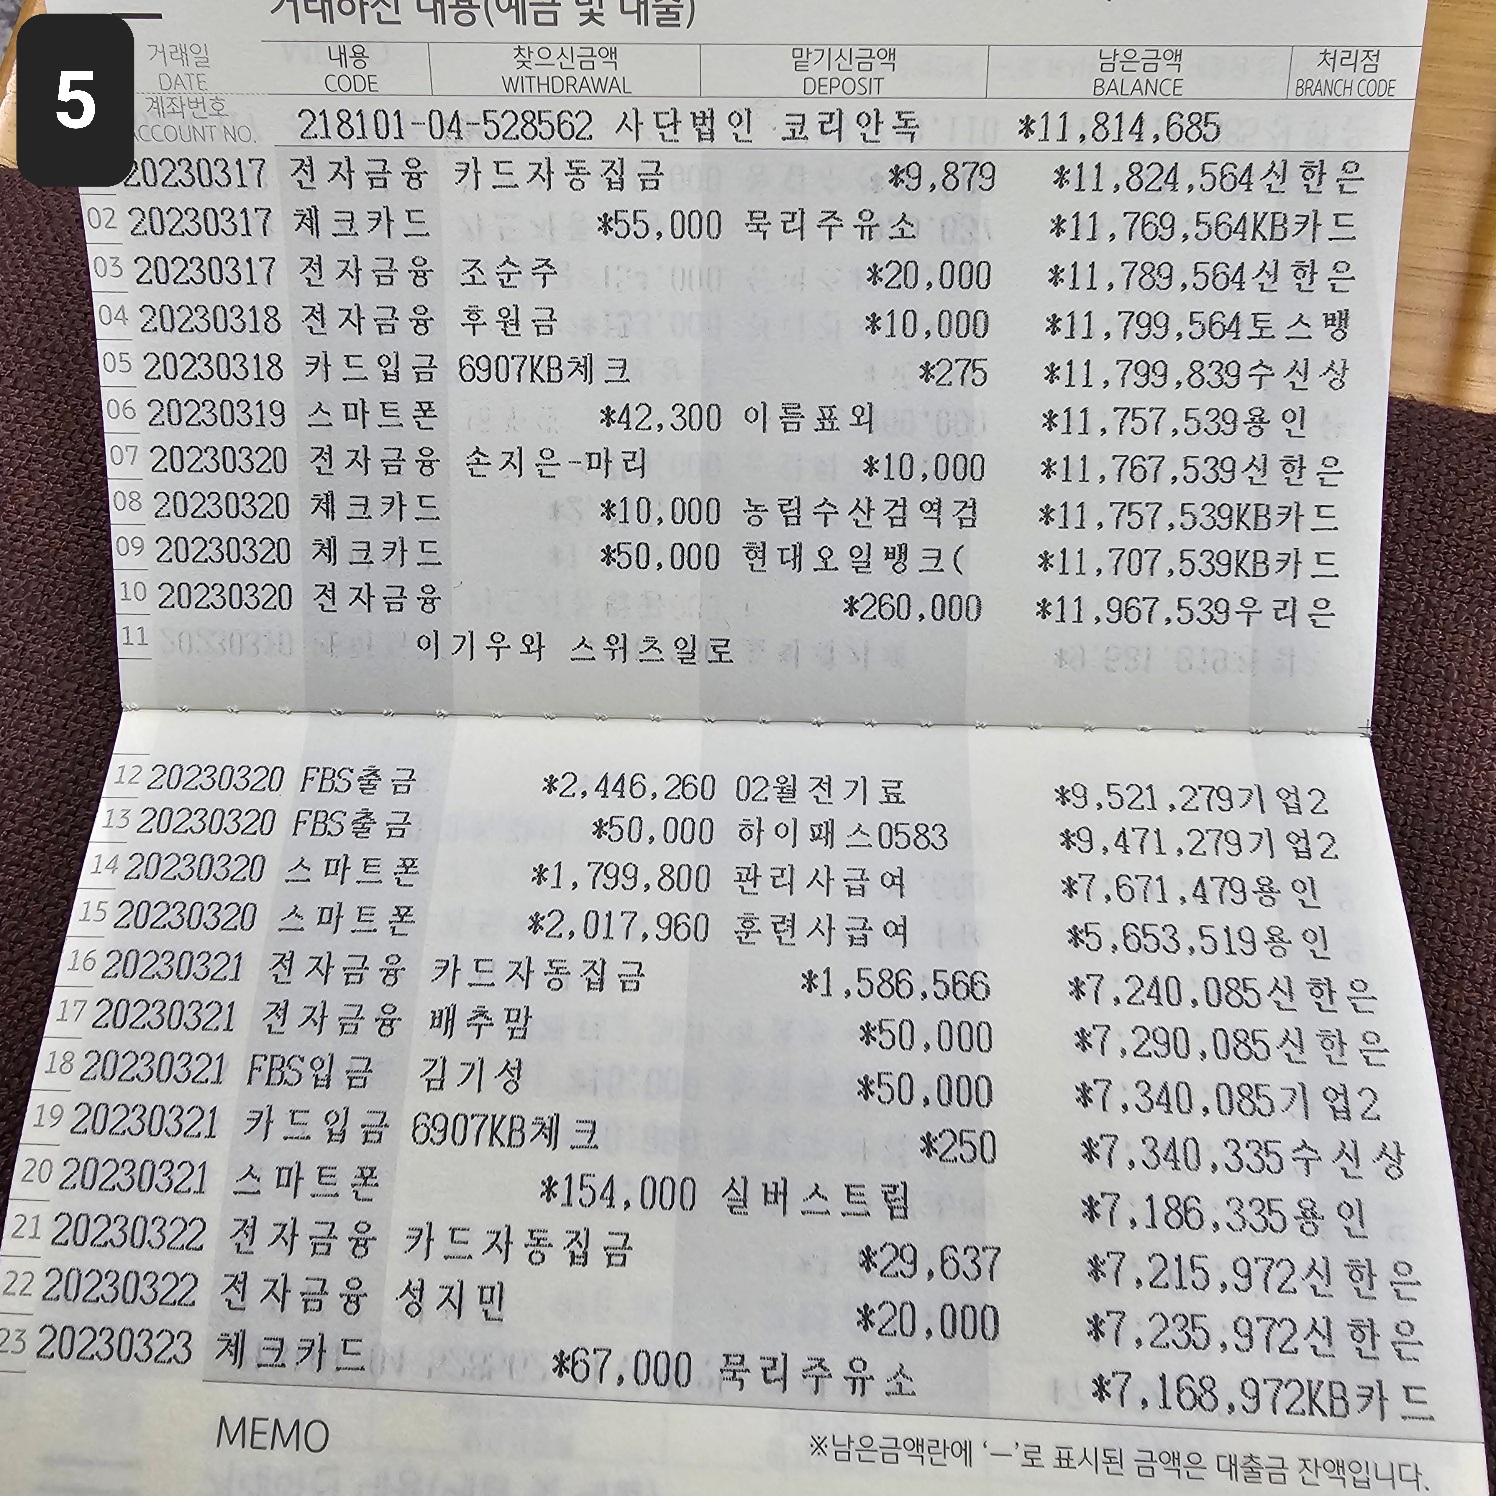 5
거래하신 내용(예금 및 대출)
거래일 내용 찾으신금액 맡기신금액 남은금액 처리점
DATE CODE WITHDRAWAL DEPOSIT BALANCE BRANCH CODE
계좌번호
ACCOUNT NO. 218101-04-528562 사단법인 코리안독 *11,814,685
20230317 전자금융 카드자동집금 *9,879 *11,824,564신한은
02 20230317 체크카드 *55,000 묵리주유소 *11,769,564KB카드
03 20230317 전자금융 조순주 *20,000 *11,789,564신한은
04 20230318 전자금융 후원금 *10,000 *11,799,564토스뱅
05 20230318 카드입금 6907KB체크 *275 *11,799,839수신상
06 20230319 스마트폰 *42,300 이름표외 *11,757,539용인
07 20230320 전자금융 손지은-마리 *10,000 *11,767,539신한은
08 20230320 체크카드 *10,000 농림수산검역검 *11,757,539KB카드
09 20230320 체크카드 *50,000 현대오일뱅크( *11,707,539KB카드
10 20230320 전자금융 *260,000 *11,967,539우리은
11 이기우와 스위츠일로
12 20230320 FBS출금 *2,446,260 02월전기료 *9,521,279기업2
13 20230320 FBS출금 *50,000 하이패스0583 *9,471,279기업2
14 20230320 스마트폰 *1,799,800 관리사급여 *7,671,479용인
15 20230320 스마트폰 *2,017,960 훈련사급여 *5,653,519용인
16 20230321 전자금융 카드자동집금 *1,586,566 *7,240,085신한은
17 20230321 전자금융 배추맘 *50,000 *7,290,085신한은
18 20230321 FBS입금 김기성 *50,000 *7,340,085기업2
19 20230321 카드입금 6907KB체크 *250 *7,340,335수신상
20 20230321 스마트폰 *154,000 실버스트림 *7,186,335용인
21 20230322 전자금융 카드자동집금 *29,637 *7,215,972신한은
22 20230322 전자금융 성지민 *20,000 *7,235,972신한은
23 20230323 체크카드 *67,000 묵리주유소 *7,168,972KB카드
MEMO
※남은금액란에 ‘—’로 표시된 금액은 대출금 잔액입니다.